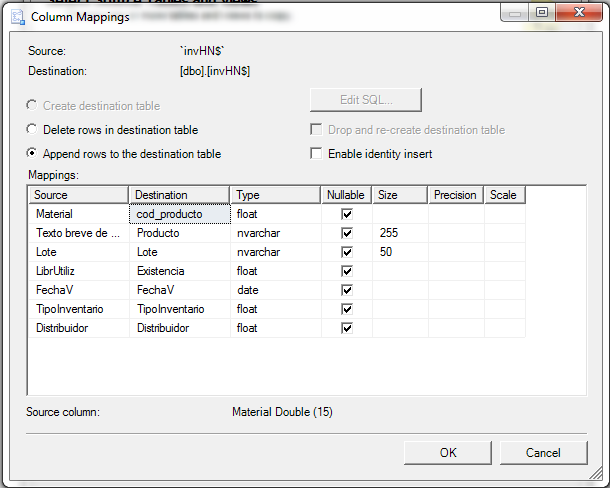 Column Mappings
Source: `invHN$`
Destination: [dbo].[invHN$]
Create destination table
Edit SQL...
Delete rows in destination table
Drop and re-create destination table
Append rows to the destination table
Enable identity insert
Mappings:
Source Destination Type Nullable Size Precision Scale
Material cod_producto float
Texto breve de ... Producto nvarchar 255
Lote Lote nvarchar 50
LibrUtiliz Existencia float
FechaV FechaV date
TipoInventario TipoInventario float
Distribuidor Distribuidor float
Source column: Material Double (15)
OK Cancel